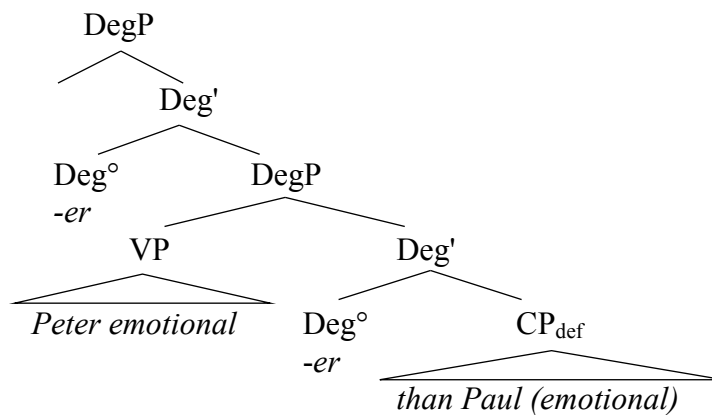 DegP
Deg'
Deg° DegP
-er
VP Deg'
Peter emotional Deg° CPdef
-er
than Paul (emotional)